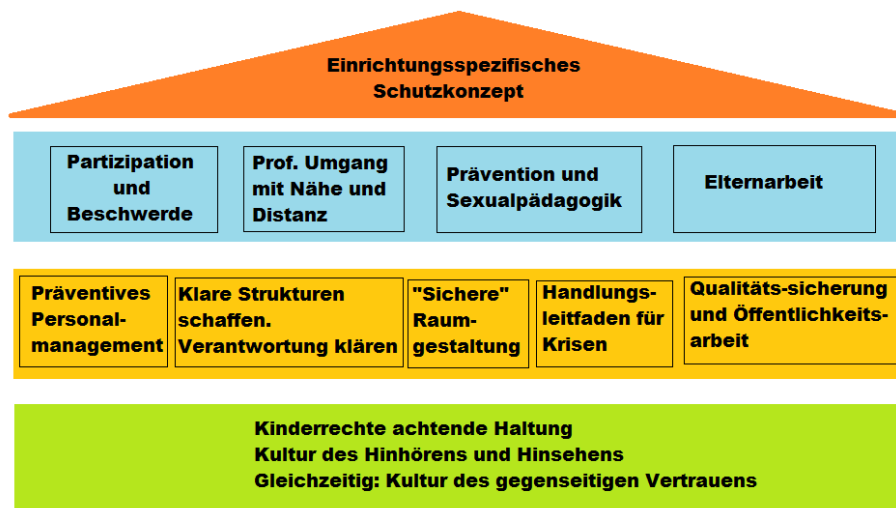 Einrichtungsspezifisches
Schutzkonzept
Partizipation
und
Beschwerde
Prof. Umgang
mit Nähe und
Distanz
Prävention und
Sexualpädagogik
Elternarbeit
Präventives
Personal-
management
Klare Strukturen
schaffen.
Verantwortung klären
"Sichere"
Raum-
gestaltung
Handlungs-
leitfaden für
Krisen
Qualitäts-sicherung
und Öffentlichkeits-
arbeit
Kinderrechte achtende Haltung
Kultur des Hinhörens und Hinsehens
Gleichzeitig: Kultur des gegenseitigen Vertrauens